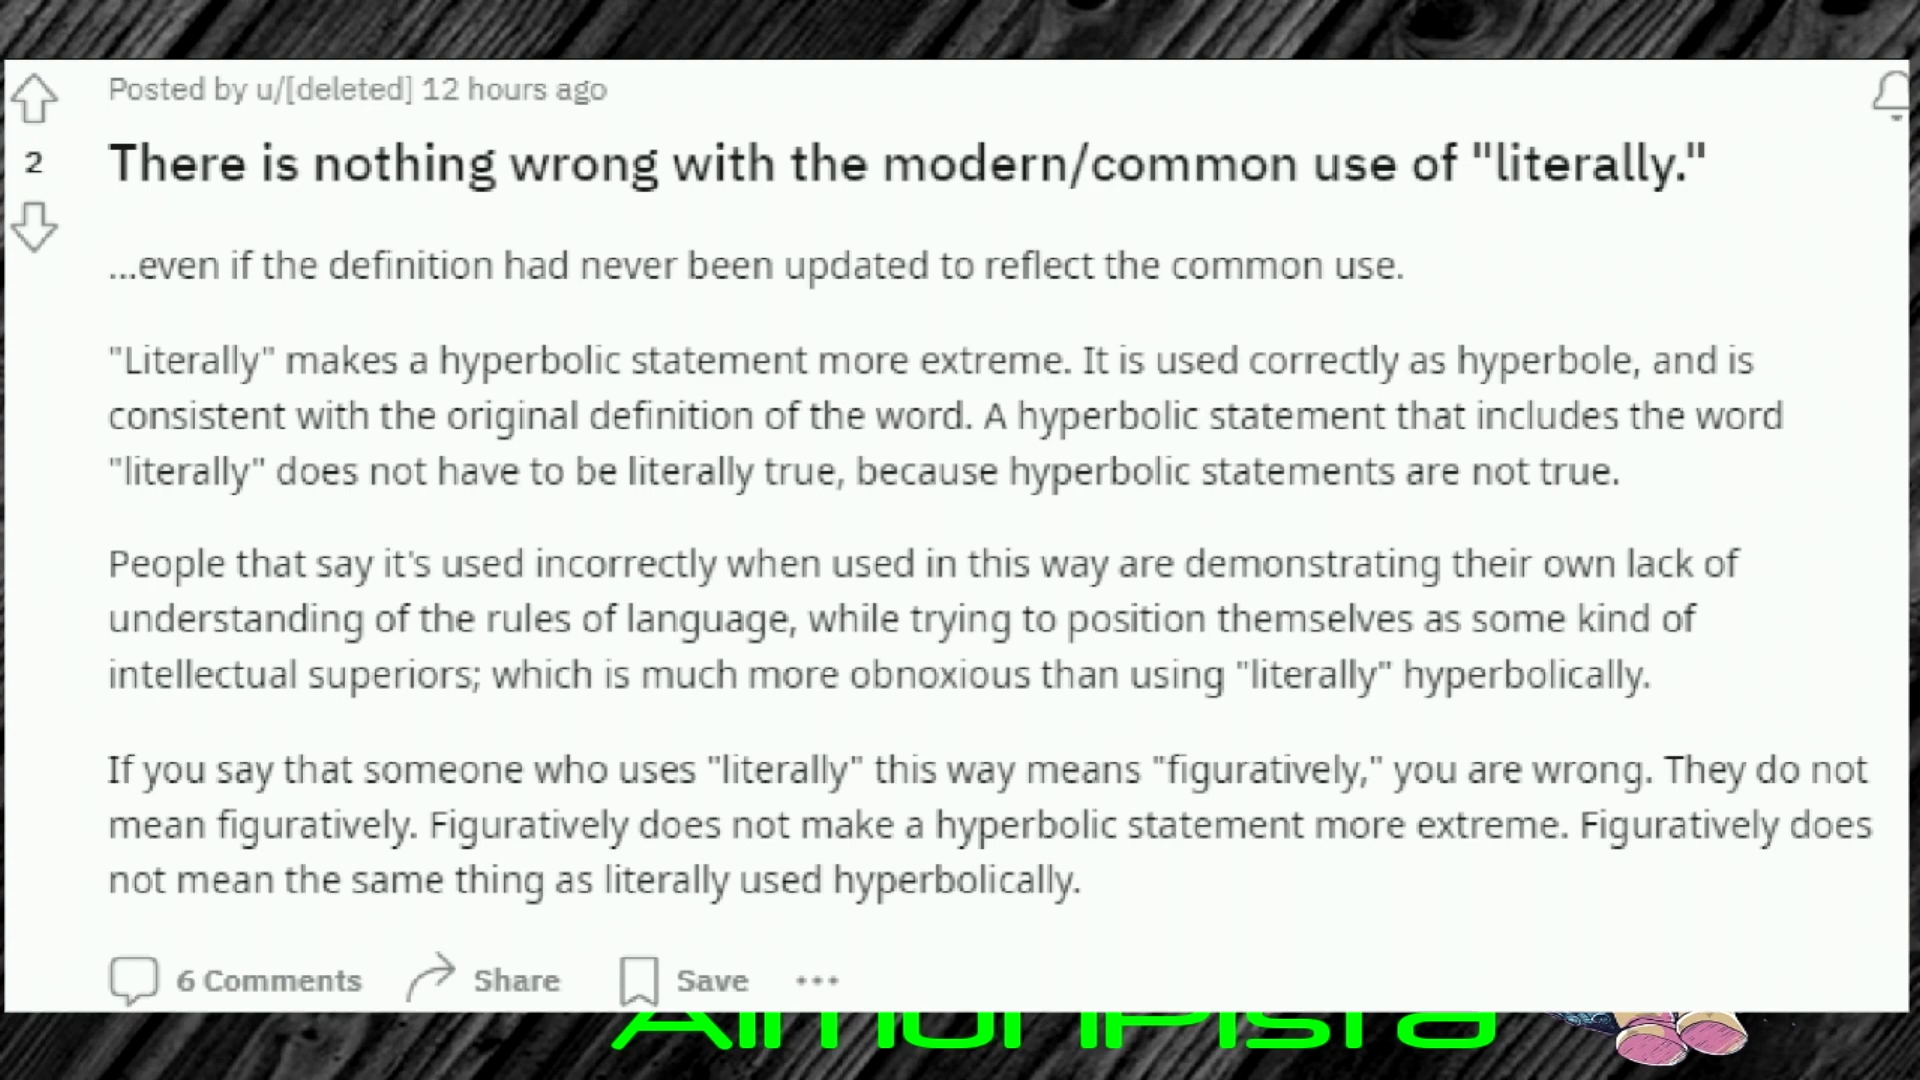 Posted by u/[deleted] 12 hours ago
2
There is nothing wrong with the modern/common use of "literally."
...even if the definition had never been updated to reflect the common use.
"Literally" makes a hyperbolic statement more extreme. It is used correctly as hyperbole, and is
consistent with the original definition of the word. A hyperbolic statement that includes the word
"literally" does not have to be literally true, because hyperbolic statements are not true.
People that say it's used incorrectly when used in this way are demonstrating their own lack of
understanding of the rules of language, while trying to position themselves as some kind of
intellectual superiors; which is much more obnoxious than using "literally" hyperbolically.
If you say that someone who uses "literally" this way means "figuratively," you are wrong. They do not
mean figuratively. Figuratively does not make a hyperbolic statement more extreme. Figuratively does
not mean the same thing as literally used hyperbolically.
6 Comments Share Save